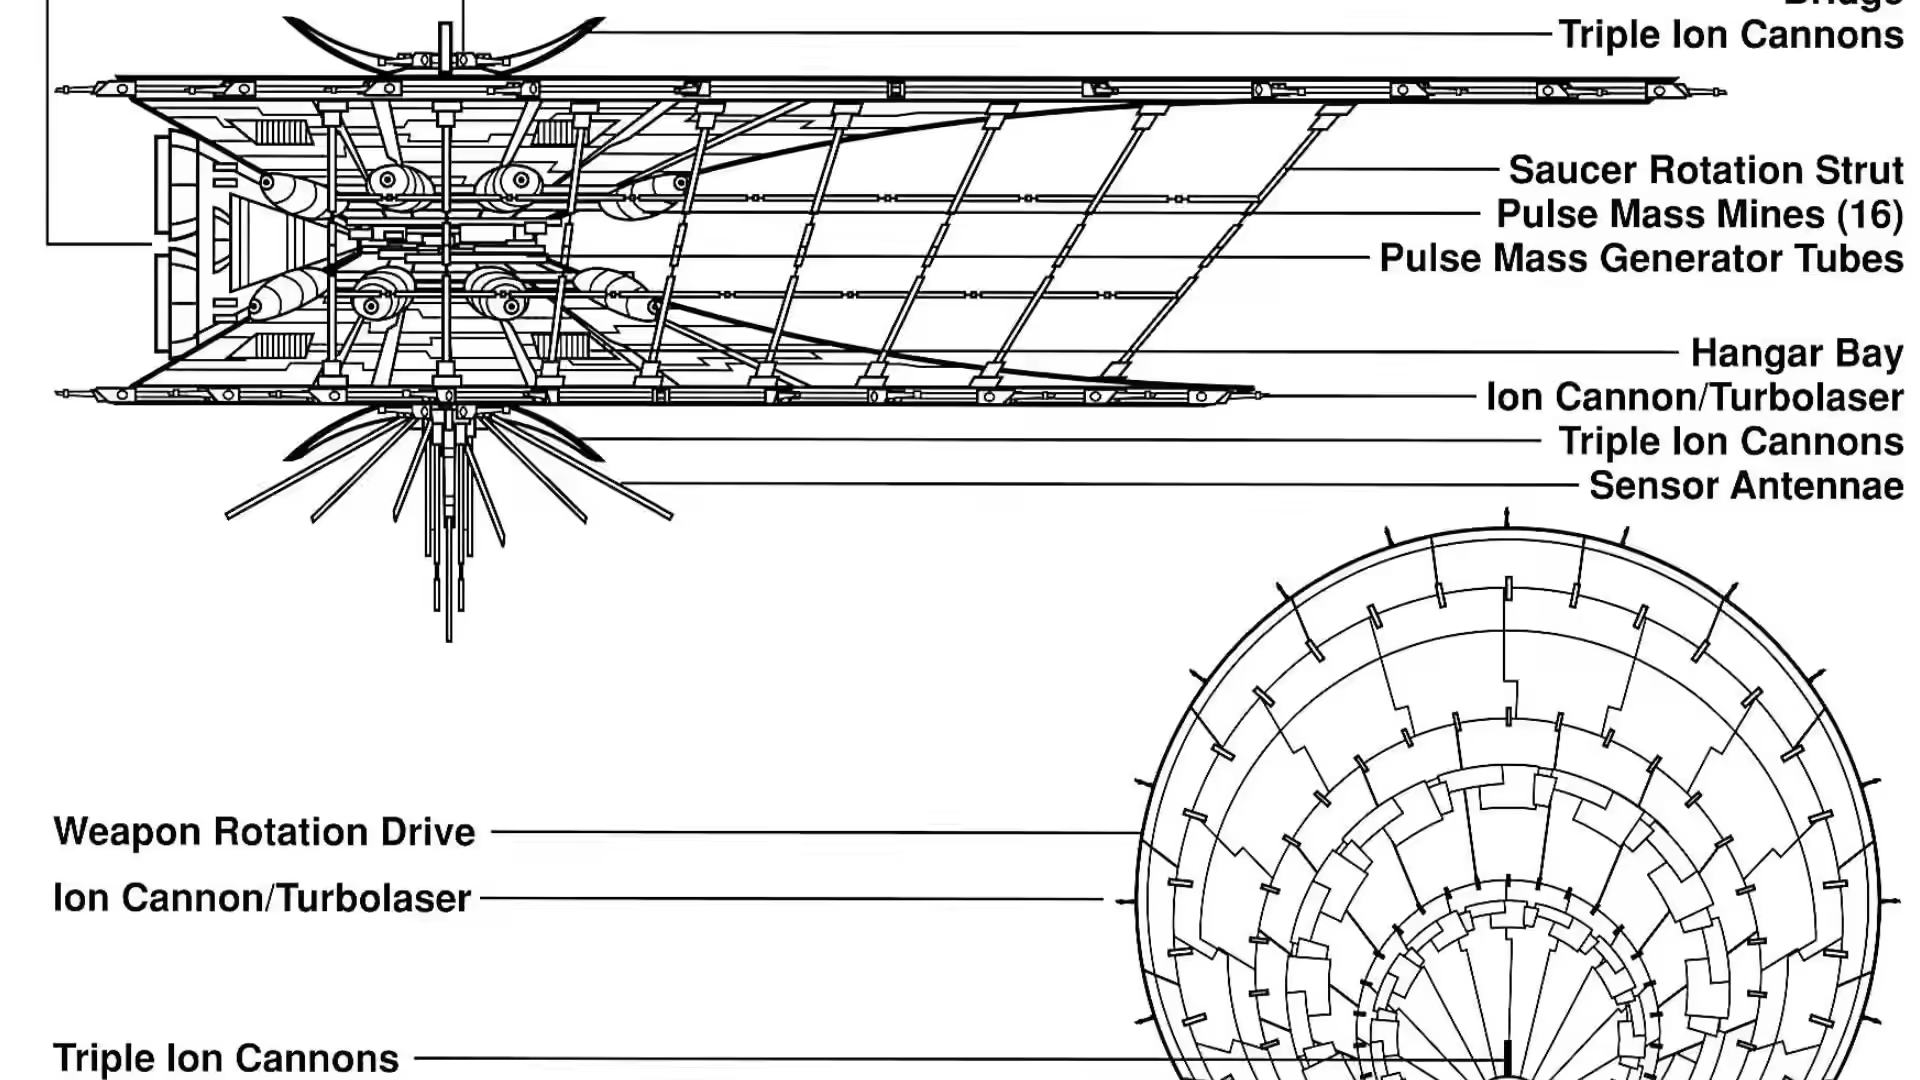 Bridge
Triple Ion Cannons
Saucer Rotation Strut
Pulse Mass Mines (16)
Pulse Mass Generator Tubes
Hangar Bay
Ion Cannon/Turbolaser
Triple Ion Cannons
Sensor Antennae
Weapon Rotation Drive
Ion Cannon/Turbolaser
Triple Ion Cannons